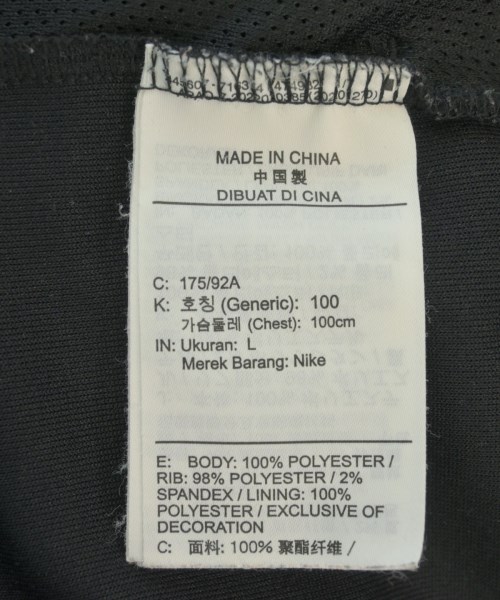 MADE IN CHINA
中国製
DIBUAT DI CINA
C: 175/92A
K: 호칭 (Generic): 100
가슴둘레 (Chest): 100cm
IN: Ukuran: L
Merek Barang: Nike
E: BODY: 100% POLYESTER /
RIB: 98% POLYESTER / 2%
SPANDEX / LINING: 100%
POLYESTER / EXCLUSIVE OF
DECORATION
C: 面料: 100% 聚酯纤维 /